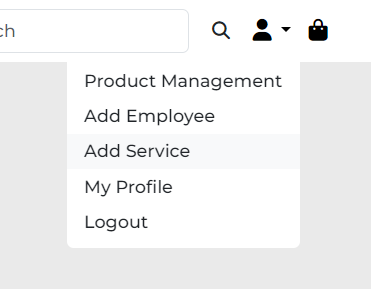 ch
Product Management
Add Employee
Add Service
My Profile
Logout